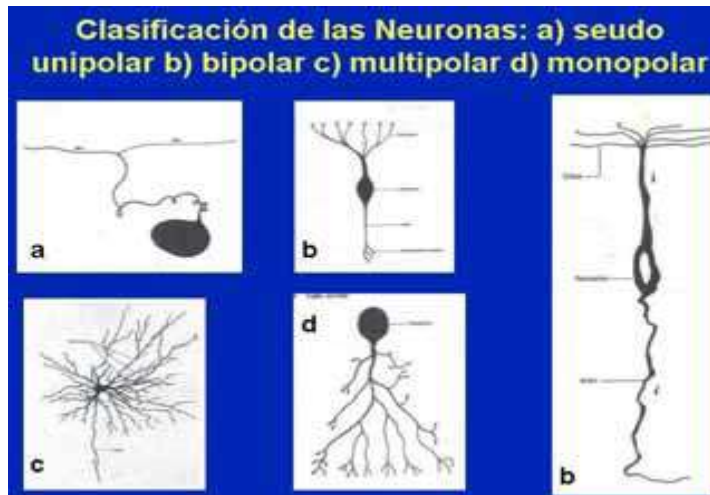 Clasificación de las Neuronas: a) seudo
unipolar b) bipolar c) multipolar d) monopolar
a
b
d
c
b